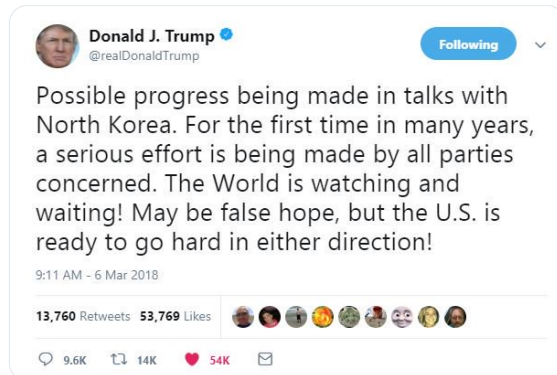 Donald J. Trump
@realDonaldTrump
Following
Possible progress being made in talks with
North Korea. For the first time in many years,
a serious effort is being made by all parties
concerned. The World is watching and
waiting! May be false hope, but the U.S. is
ready to go hard in either direction!
9:11 AM - 6 Mar 2018
13,760 Retweets 53,769 Likes
9.6K 14K 54K